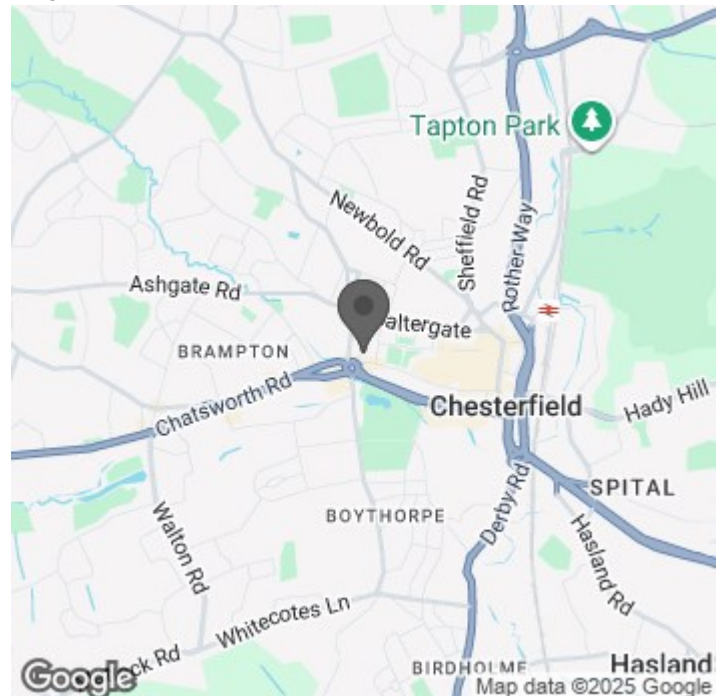 Tapton Park
Newbold Rd
Sheffield Rd
Rother Way
Ashgate Rd
altergate
BRAMPTON
Chatsworth Rd
Chesterfield
Hady Hill
SPITAL
Derby Rd
BOYTHORPE
Walton Rd
Hasland Rd
Whitecotes Ln
ck Rd
BIRDHOLME
Hasland
Google
Map data ©2025 Google